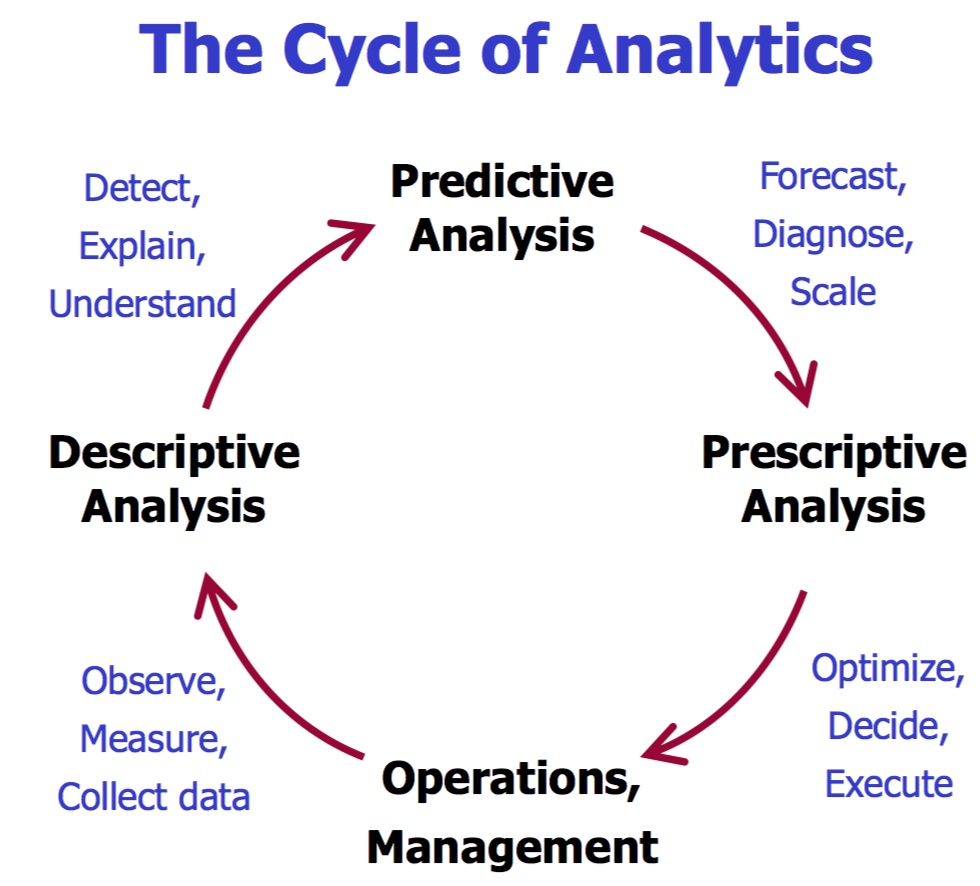 The Cycle of Analytics
Detect,
Explain,
Understand
Predictive
Analysis
Forecast,
Diagnose,
Scale
Descriptive
Analysis
Prescriptive
Analysis
Observe,
Measure,
Collect data
Operations,
Management
Optimize,
Decide,
Execute